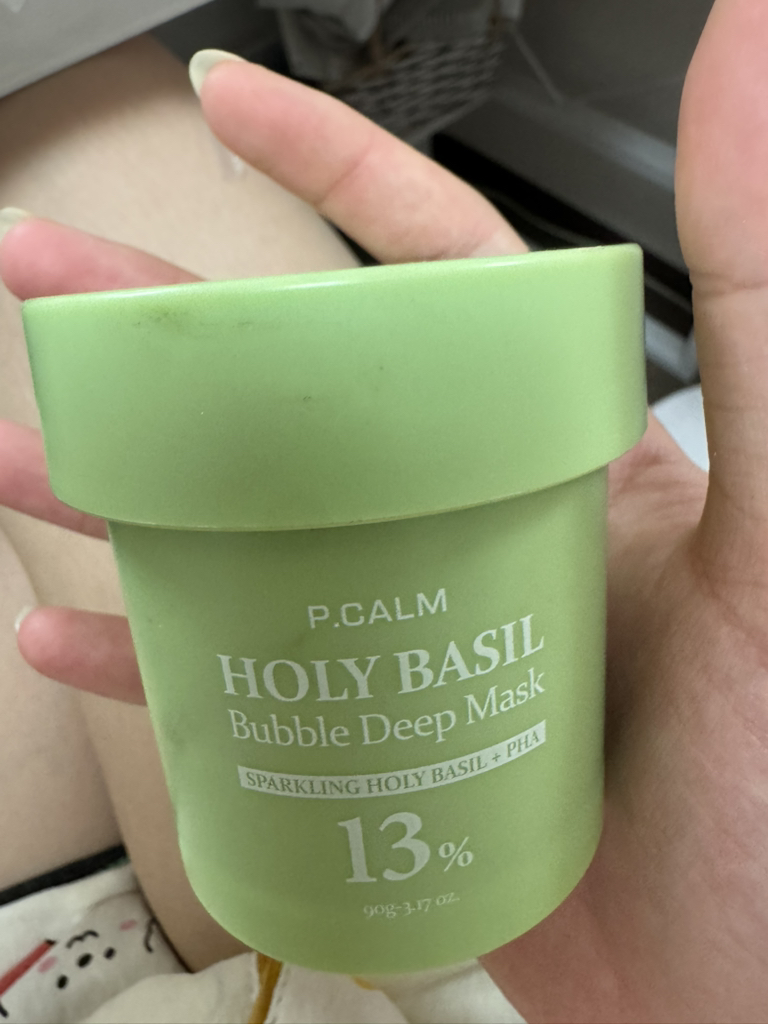 P.CALM
HOLY BASIL
Bubble Deep Mask
SPARKLING HOLY BASIL + PHA
13%
90g-3.17 oz.